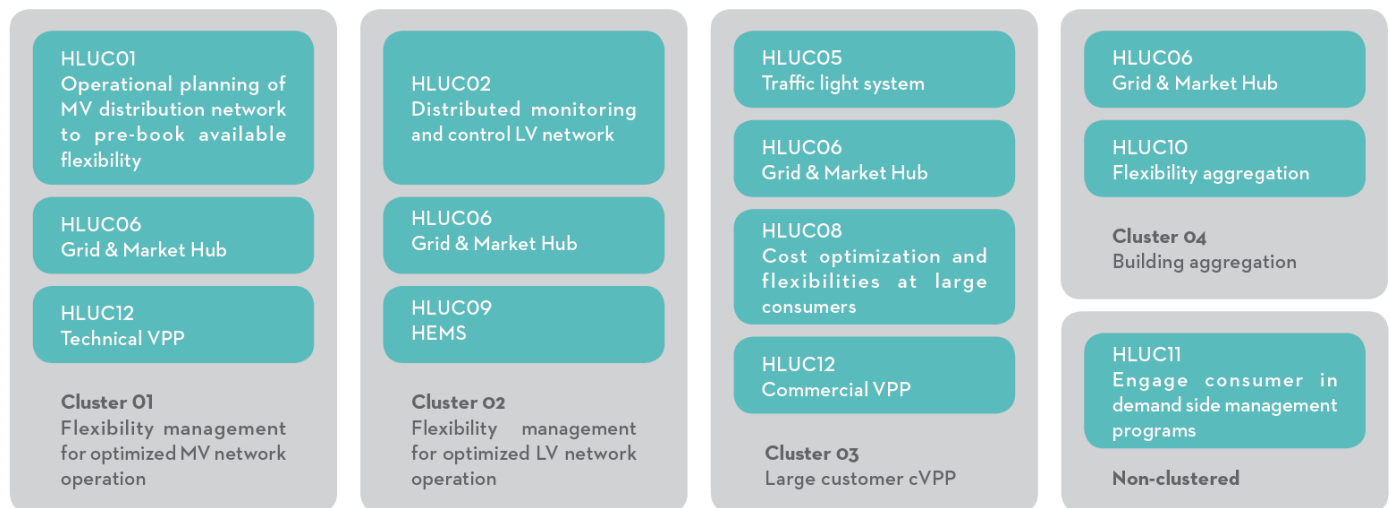 HLUC01
Operational planning of
MV distribution network
to pre-book available
flexibility
HLUC06
Grid & Market Hub
HLUC12
Technical VPP
Cluster 01
Flexibility management
for optimized MV network
operation
HLUC02
Distributed monitoring
and control LV network
HLUC06
Grid & Market Hub
HLUC09
HEMS
Cluster 02
Flexibility management
for optimized LV network
operation
HLUC05
Traffic light system
HLUC06
Grid & Market Hub
HLUC08
Cost optimization and
flexibilities at large
consumers
HLUC12
Commercial VPP
Cluster 03
Large customer cVPP
HLUC06
Grid & Market Hub
HLUC10
Flexibility aggregation
Cluster 04
Building aggregation
HLUC11
Engage consumer in
demand side management
programs
Non-clustered